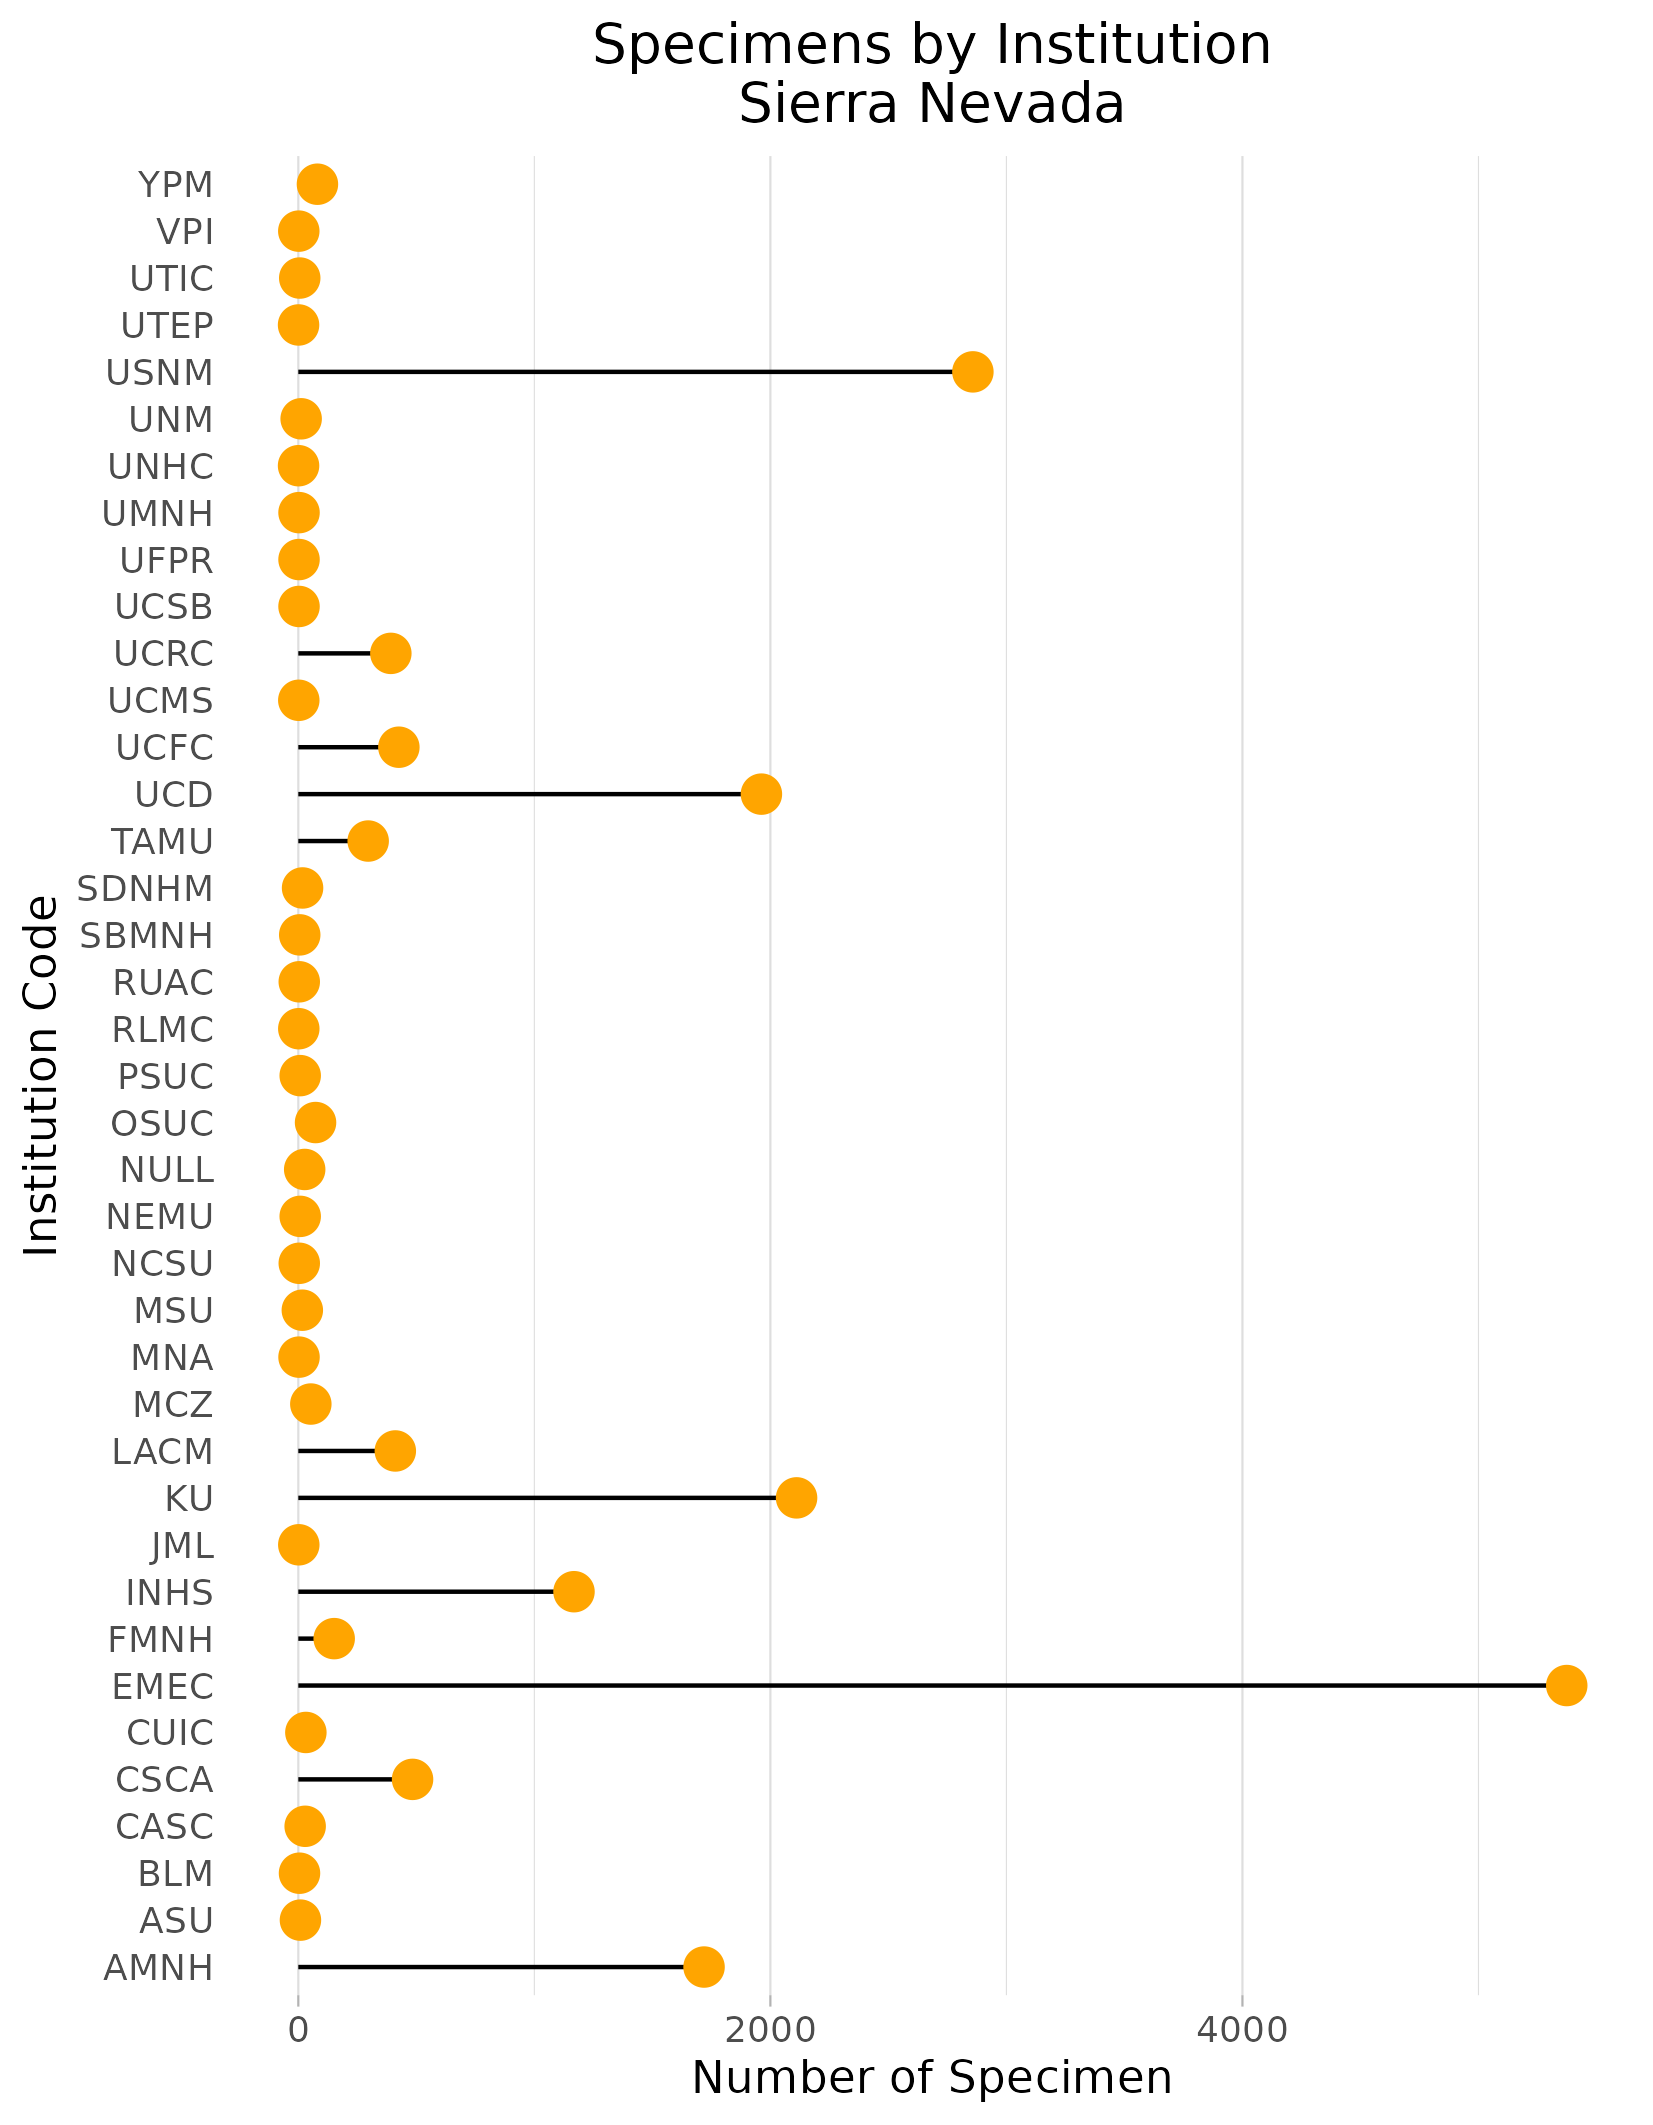 Specimens by Institution
Sierra Nevada
Institution Code
YPM
VPI
UTIC
UTEP
USNM
UNM
UNHC
UMNH
UFPR
UCSB
UCRC
UCMS
UCFC
UCD
TAMU
SDNHM
SBMNH
RUAC
RLMC
PSUC
OSUC
NULL
NEMU
NCSU
MSU
MNA
MCZ
LACM
KU
JML
INHS
FMNH
EMEC
CUIC
CSCA
CASC
BLM
ASU
AMNH
0 2000 4000
Number of Specimen